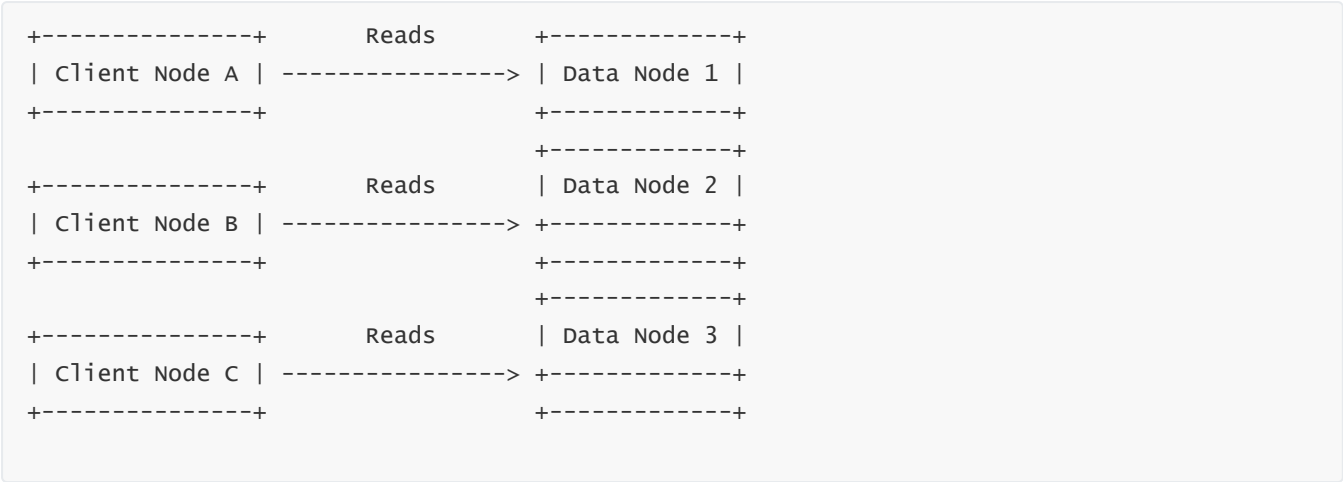 +---------------+       Reads       +-------------+
| Client Node A | ----------------> | Data Node 1 |
+---------------+                   +-------------+
                                    +-------------+
+---------------+       Reads       | Data Node 2 |
| Client Node B | ----------------> +-------------+
+---------------+                   +-------------+
                                    +-------------+
+---------------+       Reads       | Data Node 3 |
| Client Node C | ----------------> +-------------+
+---------------+                   +-------------+